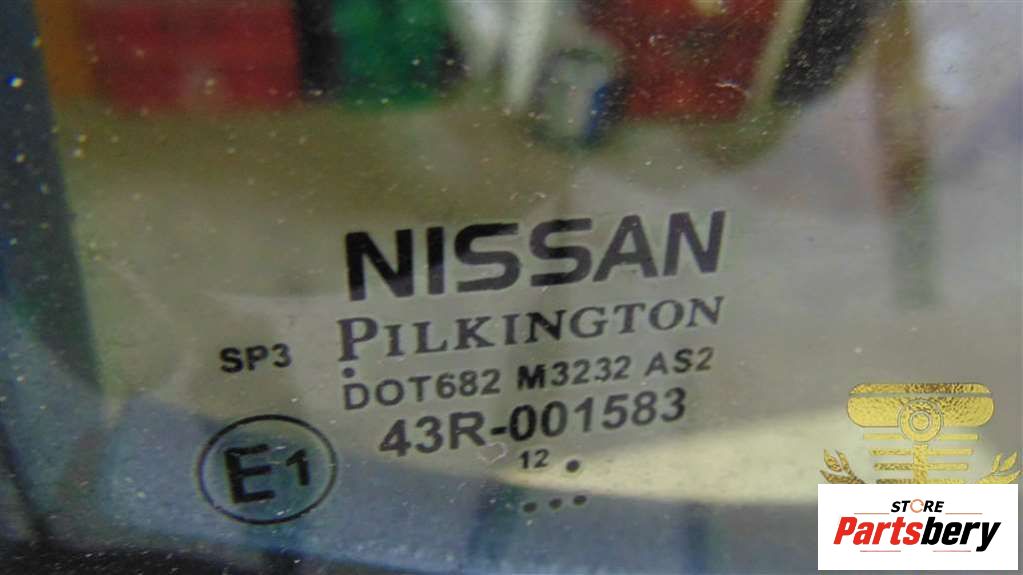 NISSAN
PILKINGTON
SP3
DOT682 M3232 AS2
43R-001583
E1
12
STORE
Partsbery